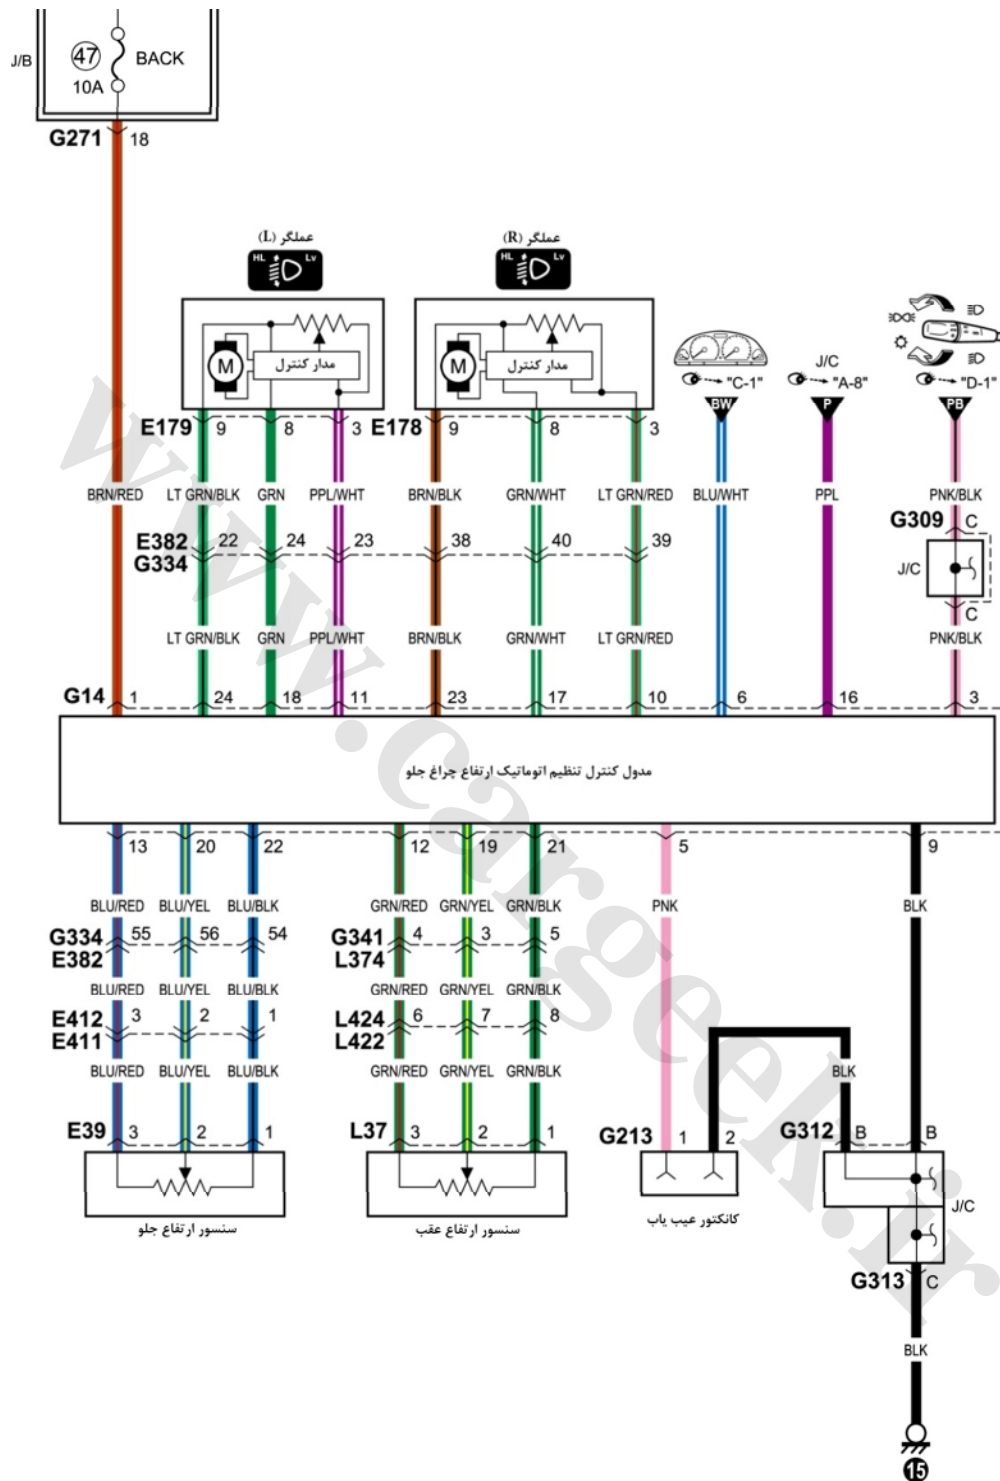 J/B
47
BACK
10A
G271 18
عملگر (L)
HL Lv
عملگر (R)
HL Lv
M
مدار کنترل
M
مدار کنترل
J/C
"C-1"
"A-8"
"D-1"
BW
P
PB
E179 9 8 3
E178 9 8 3
BRN/RED LT GRN/BLK GRN PPL/WHT BRN/BLK GRN/WHT LT GRN/RED BLU/WHT PPL PNK/BLK
G309 C
E382 22 24 23 38 40 39
G334
J/C
C
LT GRN/BLK GRN PPL/WHT BRN/BLK GRN/WHT LT GRN/RED PNK/BLK
G14 1 24 18 11 23 17 10 6 16 3
مدول کنترل تنظیم اتوماتیک ارتفاع چراغ جلو
13 20 22 12 19 21 5 9
BLU/RED BLU/YEL BLU/BLK GRN/RED GRN/YEL GRN/BLK PNK BLK
G334 55 56 54 G341 4 3 5
E382 L374
BLU/RED BLU/YEL BLU/BLK GRN/RED GRN/YEL GRN/BLK
E412 3 2 1 L424 6 7 8
E411 L422
BLU/RED BLU/YEL BLU/BLK GRN/RED GRN/YEL GRN/BLK BLK
E39 3 2 1 L37 3 2 1 G213 1 2 G312 B B
J/C
سنسور ارتفاع جلو
سنسور ارتفاع عقب
کانکتور عیب یاب
G313 C
BLK
15
www.cargeek.ir